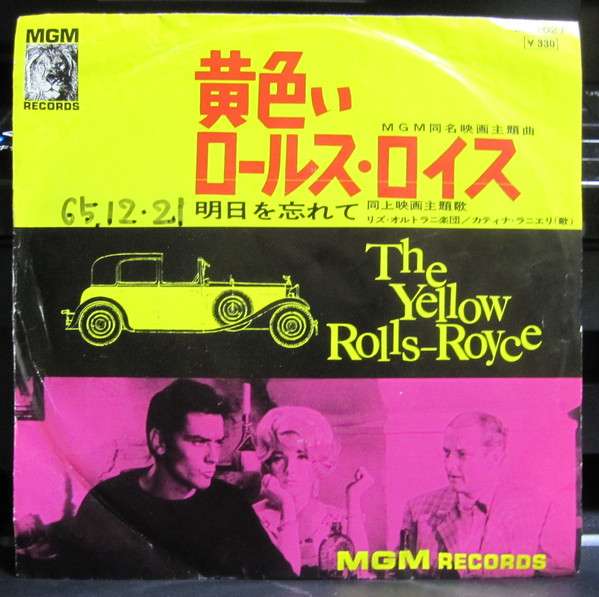 MGM
RECORDS
¥330
黄色い
MGM同名映画主題曲
ロールス・ロイス
65.12.21
明日を忘れて
同上映画主題歌
リズ・オルトラニ楽団/カティナ・ラニエリ(歌)
The
Yellow
Rolls-Royce
MGM RECORDS